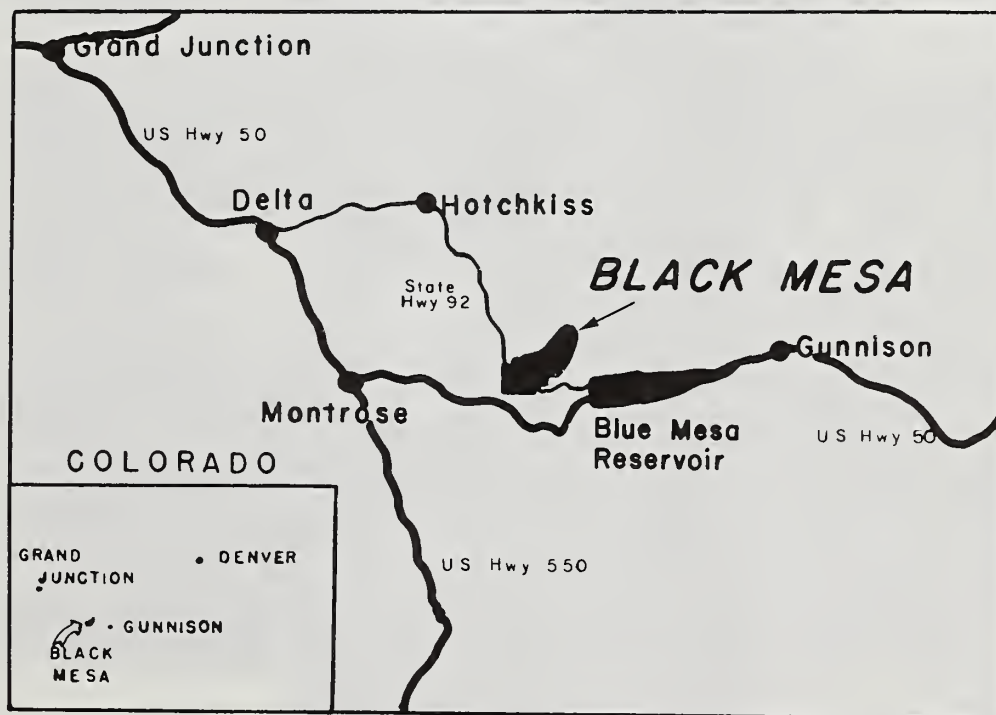 Grand Junction
US Hwy 50
Delta
Hotchkiss
State
Hwy 92
BLACK MESA
Gunnison
Montrose
Blue Mesa
Reservoir
US Hwy 50
COLORADO
GRAND
JUNCTION
DENVER
GUNNISON
BLACK
MESA
US Hwy 550